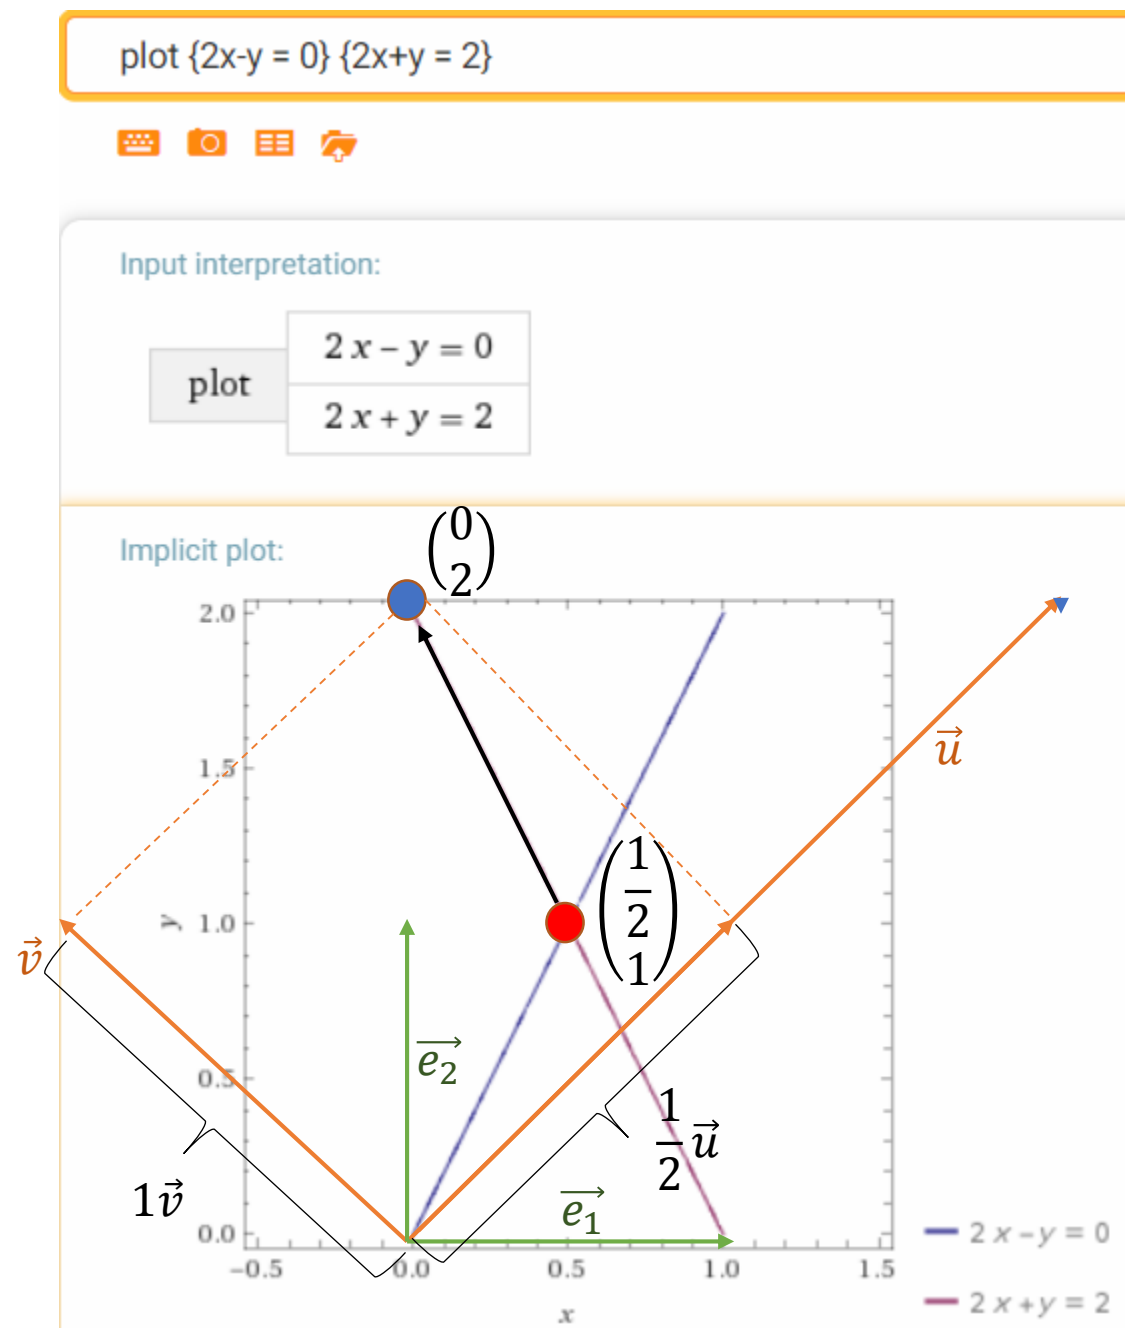 plot {2x-y = 0} {2x+y = 2}
Input interpretation:
plot
2 x − y = 0
2 x + y = 2
Implicit plot:
(0
2)
2.0
1.5
1.0
0.5
0.0
y
−0.5
0.0
0.5
1.0
1.5
x
u⃗
v⃗
(1/2
1)
e₂⃗
e₁⃗
1/2 u⃗
1v⃗
2 x − y = 0
2 x + y = 2